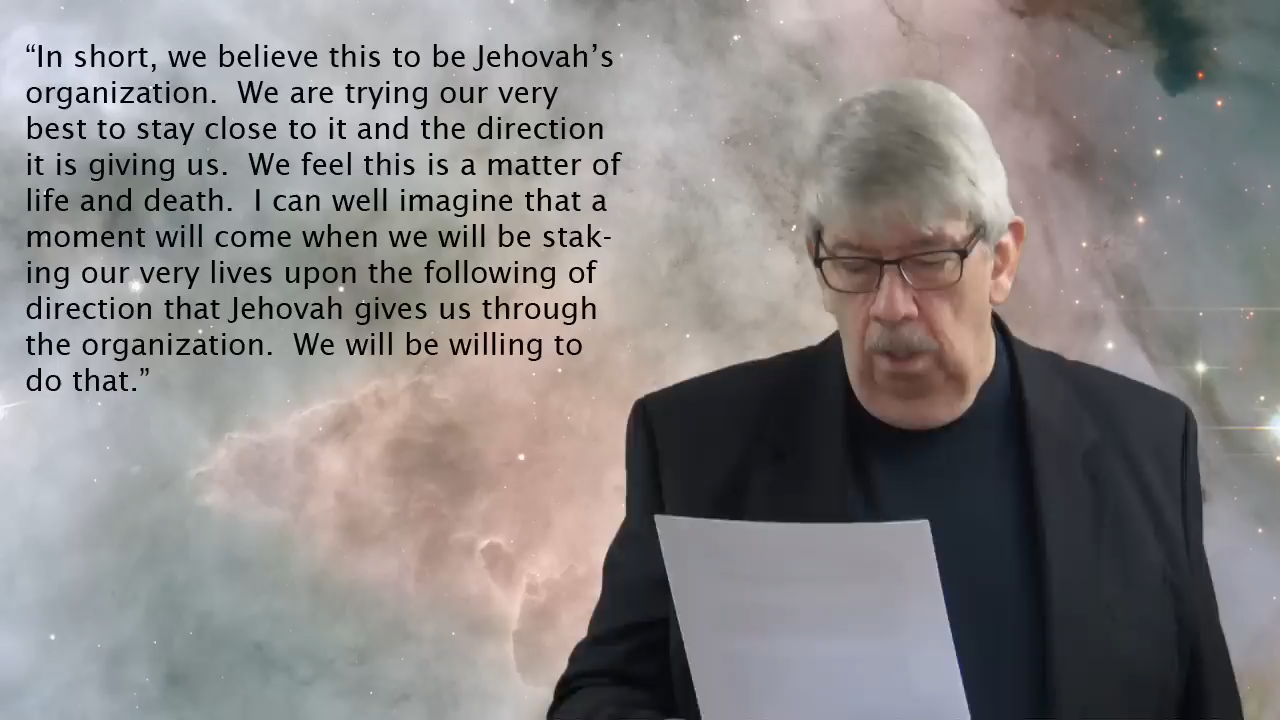 “In short, we believe this to be Jehovah’s
organization.  We are trying our very
best to stay close to it and the direction
it is giving us.  We feel this is a matter of
life and death.  I can well imagine that a
moment will come when we will be stak-
ing our very lives upon the following of
direction that Jehovah gives us through
the organization.  We will be willing to
do that.”